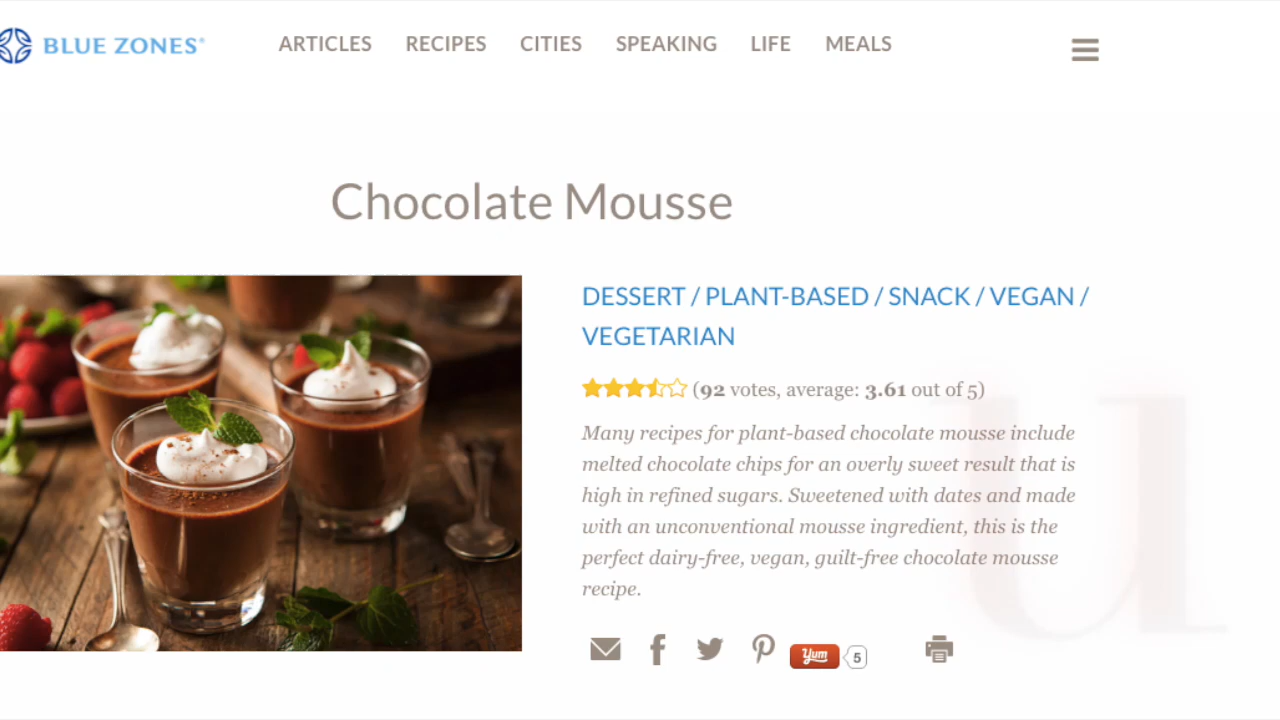 BLUE ZONES®
ARTICLES RECIPES CITIES SPEAKING LIFE MEALS
Chocolate Mousse
DESSERT / PLANT-BASED / SNACK / VEGAN /
VEGETARIAN
(92 votes, average: 3.61 out of 5)
Many recipes for plant-based chocolate mousse include
melted chocolate chips for an overly sweet result that is
high in refined sugars. Sweetened with dates and made
with an unconventional mousse ingredient, this is the
perfect dairy-free, vegan, guilt-free chocolate mousse
recipe.
Yum 5
u